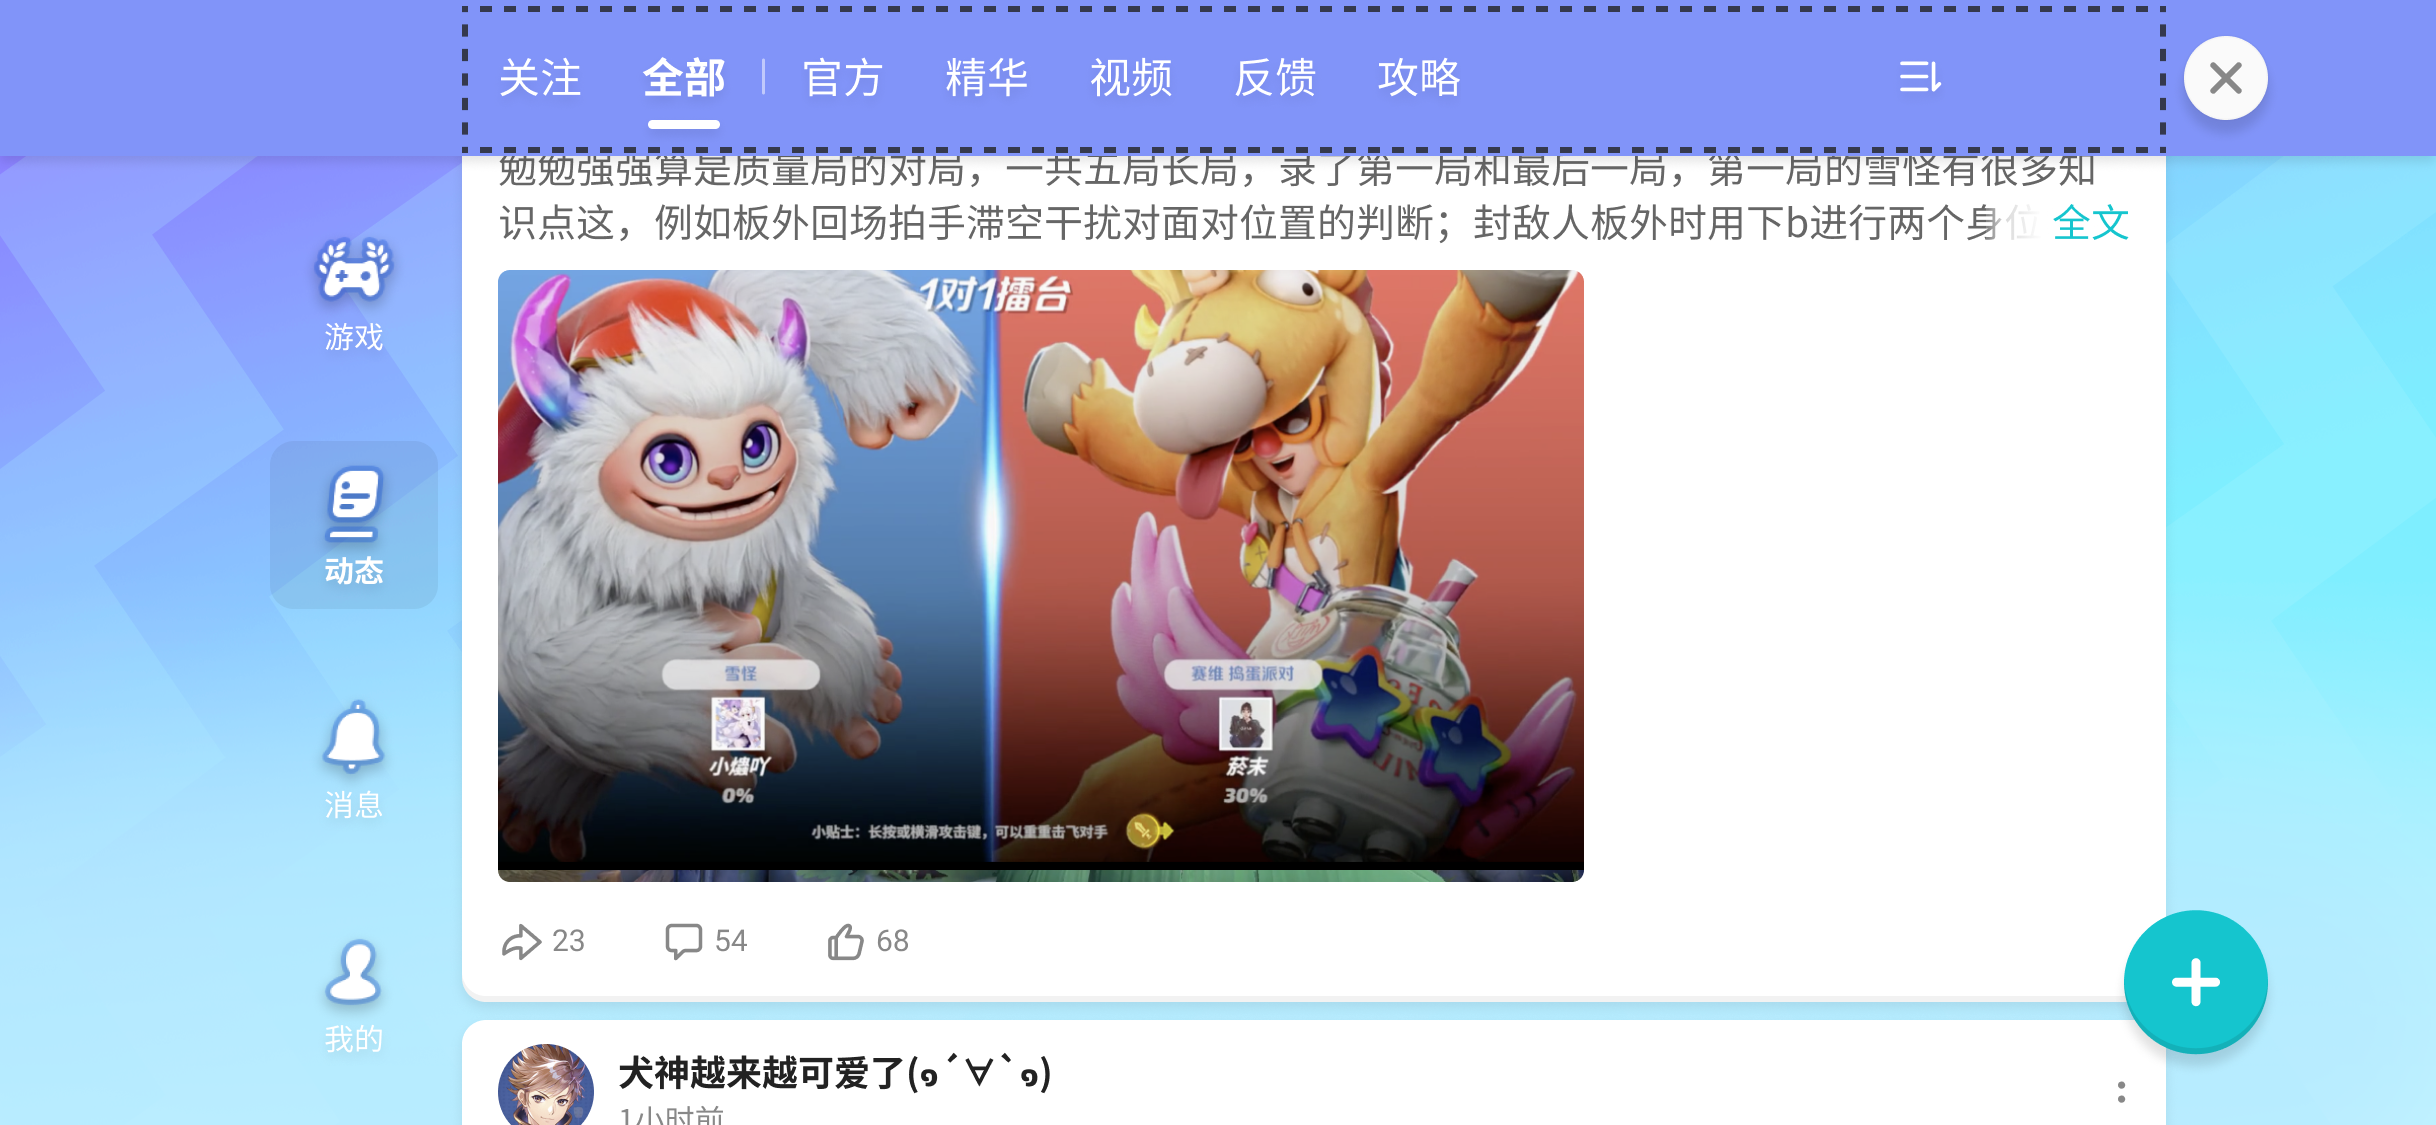 关注 全部 官方 精华 视频 反馈 攻略
勉勉强强算是质量局的对局，一共五局长局，录了第一局和最后一局，第一局的雪怪有很多知
识点这，例如板外回场拍手滞空干扰对面对位置的判断；封敌人板外时用下b进行两个身位 全文
游戏
动态
消息
我的
1对1擂台
雪怪
赛维 捣蛋派对
小熺吖
菸末
0%
30%
小贴士：长按或横滑攻击键，可以重重击飞对手
23 54 68
犬神越来越可爱了(๑´∀`๑)
1小时前